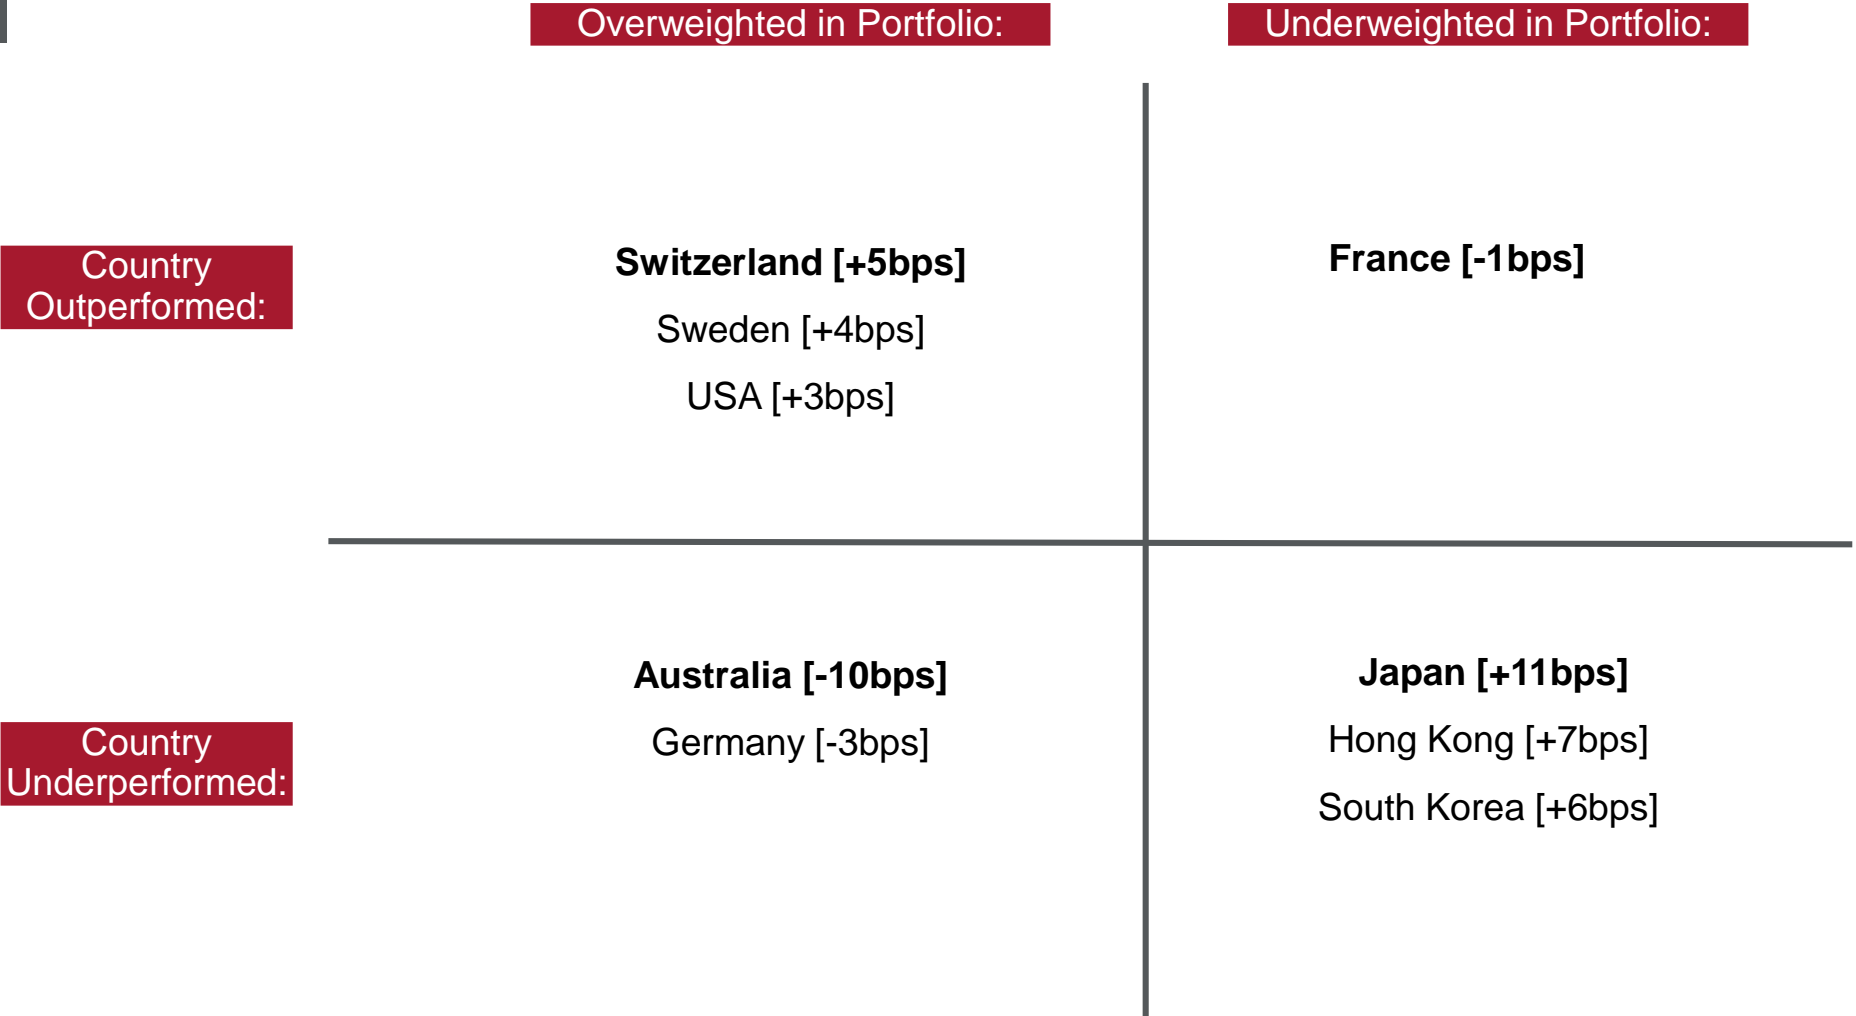 Overweighted in Portfolio:
Underweighted in Portfolio:
Country
Outperformed:
Switzerland [+5bps]
Sweden [+4bps]
USA [+3bps]
France [-1bps]
Country
Underperformed:
Australia [-10bps]
Germany [-3bps]
Japan [+11bps]
Hong Kong [+7bps]
South Korea [+6bps]